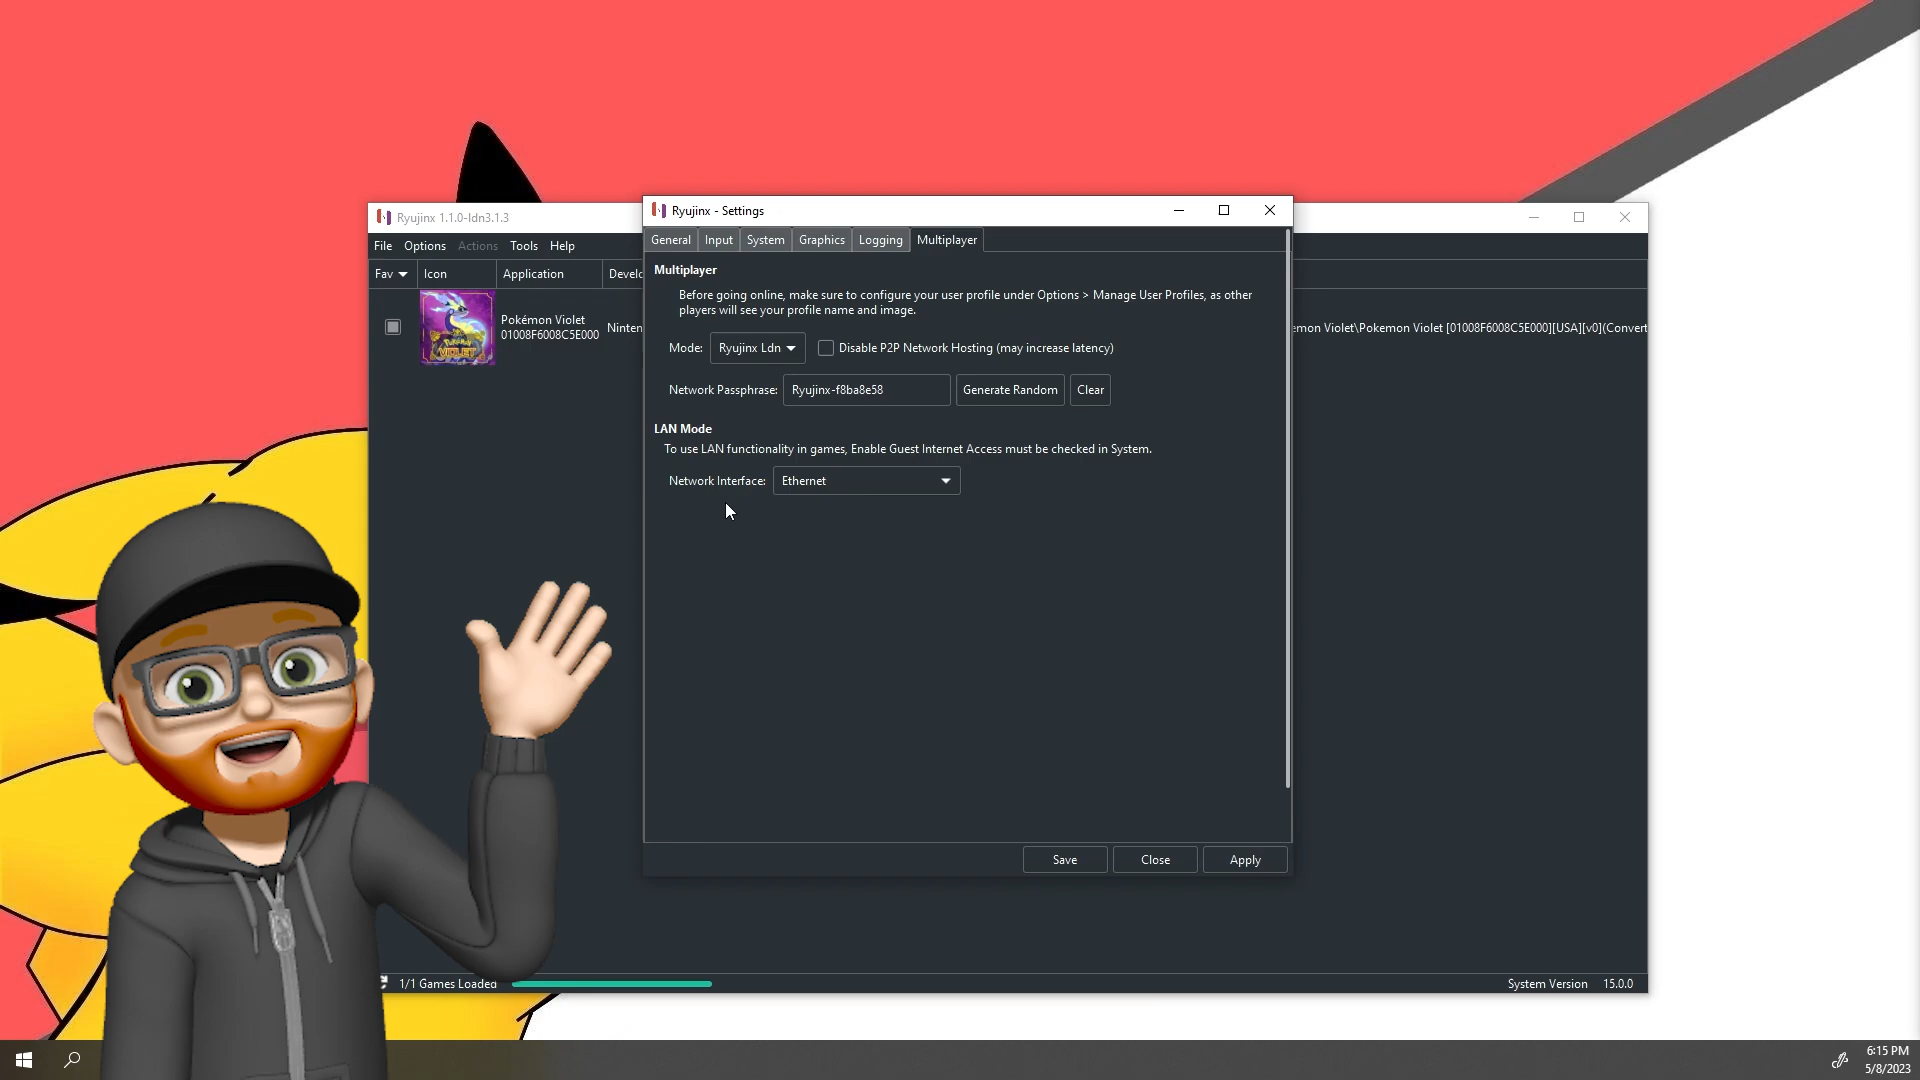 Ryujinx 1.1.0-ldn3.1.3
File Options Actions Tools Help
Fav Icon Application Develo
Pokémon Violet
01008F6008C5E000
Ninten
emon Violet\Pokemon Violet [01008F6008C5E000][USA][v0](Convert
POKÉMON
VIOLET
Ryujinx - Settings
General Input System Graphics Logging Multiplayer
Multiplayer
Before going online, make sure to configure your user profile under Options > Manage User Profiles, as other
players will see your profile name and image.
Mode: Ryujinx Ldn Disable P2P Network Hosting (may increase latency)
Network Passphrase: Ryujinx-f8ba8e58 Generate Random Clear
LAN Mode
To use LAN functionality in games, Enable Guest Internet Access must be checked in System.
Network Interface: Ethernet
Save Close Apply
1/1 Games Loaded
System Version 15.0.0
6:15 PM
5/8/2023